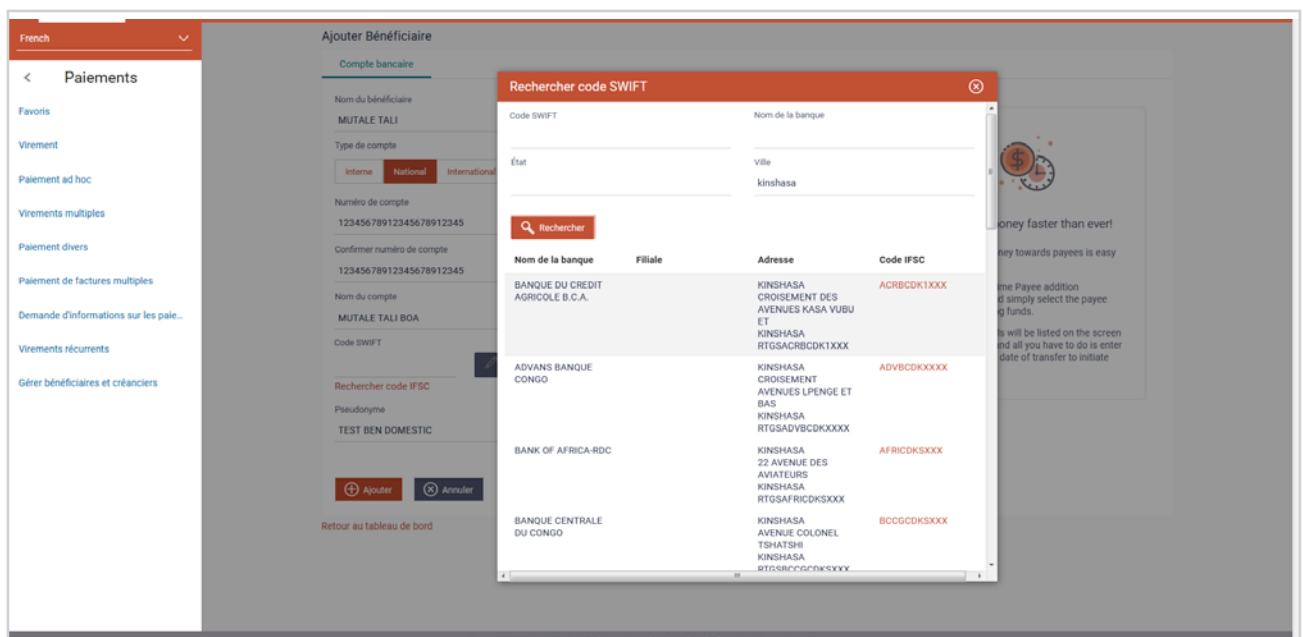 French
Paiements
Favoris
Virement
Paiement ad hoc
Virements multiples
Paiement divers
Paiement de factures multiples
Demande d'informations sur les paie...
Virements récurrents
Gérer bénéficiaires et créanciers
Ajouter Bénéficiaire
Compte bancaire
Nom du bénéficiaire
MUTALE TALI
Type de compte
Interne National International
Numéro de compte
12345678912345678912345
Confirmer numéro de compte
12345678912345678912345
Nom du compte
MUTALE TALI BOA
Code SWIFT
Rechercher code IFSC
Pseudonyme
TEST BEN DOMESTIC
Ajouter Annuler
Retour au tableau de bord
Rechercher code SWIFT
Code SWIFT Nom de la banque
État Ville
kinshasa
Rechercher
Nom de la banque Filiale Adresse Code IFSC
BANQUE DU CREDIT KINSHASA ACRBCDK1XXX
AGRICOLE B.C.A. CROISEMENT DES
AVENUES KASA VUBU
ET
KINSHASA
RTGSACRBCDK1XXX
ADVANS BANQUE KINSHASA ADVBCDKXXXX
CONGO CROISEMENT
AVENUES LPENGE ET
BAS
KINSHASA
RTGSADVBCDKXXXX
BANK OF AFRICA-RDC KINSHASA AFRICDKSXXX
22 AVENUE DES
AVIATEURS
KINSHASA
RTGSAFRICDKSXXX
BANQUE CENTRALE KINSHASA BCCGCDKSXXX
DU CONGO AVENUE COLONEL
TSHATSHI
KINSHASA
RTGSBCCGCDKSXXX
oney faster than ever!
ney towards payees is easy
me Payee addition
d simply select the payee
g funds.
ls will be listed on the screen
nd all you have to do is enter
date of transfer to initiate